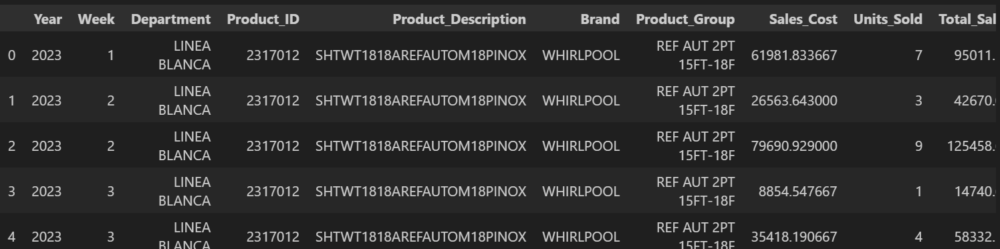 Year Week Department Product_ID Product_Description Brand Product_Group Sales_Cost Units_Sold Total_Sal
0 2023 1 LINEA BLANCA 2317012 SHTWT1818AREFAUTOM18PINOX WHIRLPOOL REF AUT 2PT 15FT-18F 61981.833667 7 95011.
1 2023 2 LINEA BLANCA 2317012 SHTWT1818AREFAUTOM18PINOX WHIRLPOOL REF AUT 2PT 15FT-18F 26563.643000 3 42670.
2 2023 2 LINEA BLANCA 2317012 SHTWT1818AREFAUTOM18PINOX WHIRLPOOL REF AUT 2PT 15FT-18F 79690.929000 9 125458.
3 2023 3 LINEA BLANCA 2317012 SHTWT1818AREFAUTOM18PINOX WHIRLPOOL REF AUT 2PT 15FT-18F 8854.547667 1 14740.
4 2023 3 LINEA BLANCA 2317012 SHTWT1818AREFAUTOM18PINOX WHIRLPOOL REF AUT 2PT 15FT-18F 35418.190667 4 58332.